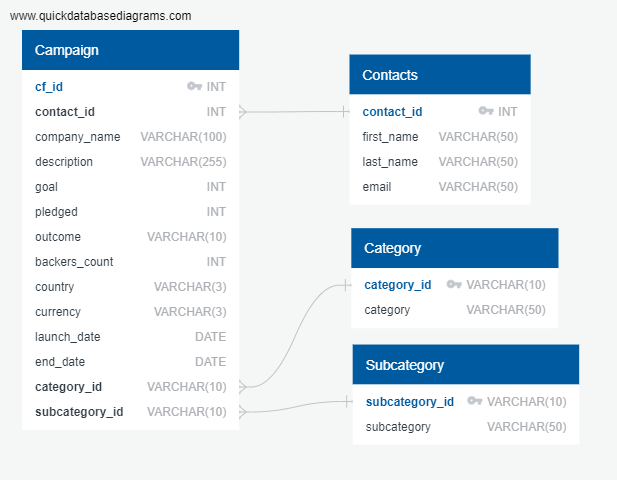 www.quickdatabasediagrams.com
Campaign
cf_id INT
contact_id INT
company_name VARCHAR(100)
description VARCHAR(255)
goal INT
pledged INT
outcome VARCHAR(10)
backers_count INT
country VARCHAR(3)
currency VARCHAR(3)
launch_date DATE
end_date DATE
category_id VARCHAR(10)
subcategory_id VARCHAR(10)
Contacts
contact_id INT
first_name VARCHAR(50)
last_name VARCHAR(50)
email VARCHAR(50)
Category
category_id VARCHAR(10)
category VARCHAR(50)
Subcategory
subcategory_id VARCHAR(10)
subcategory VARCHAR(50)